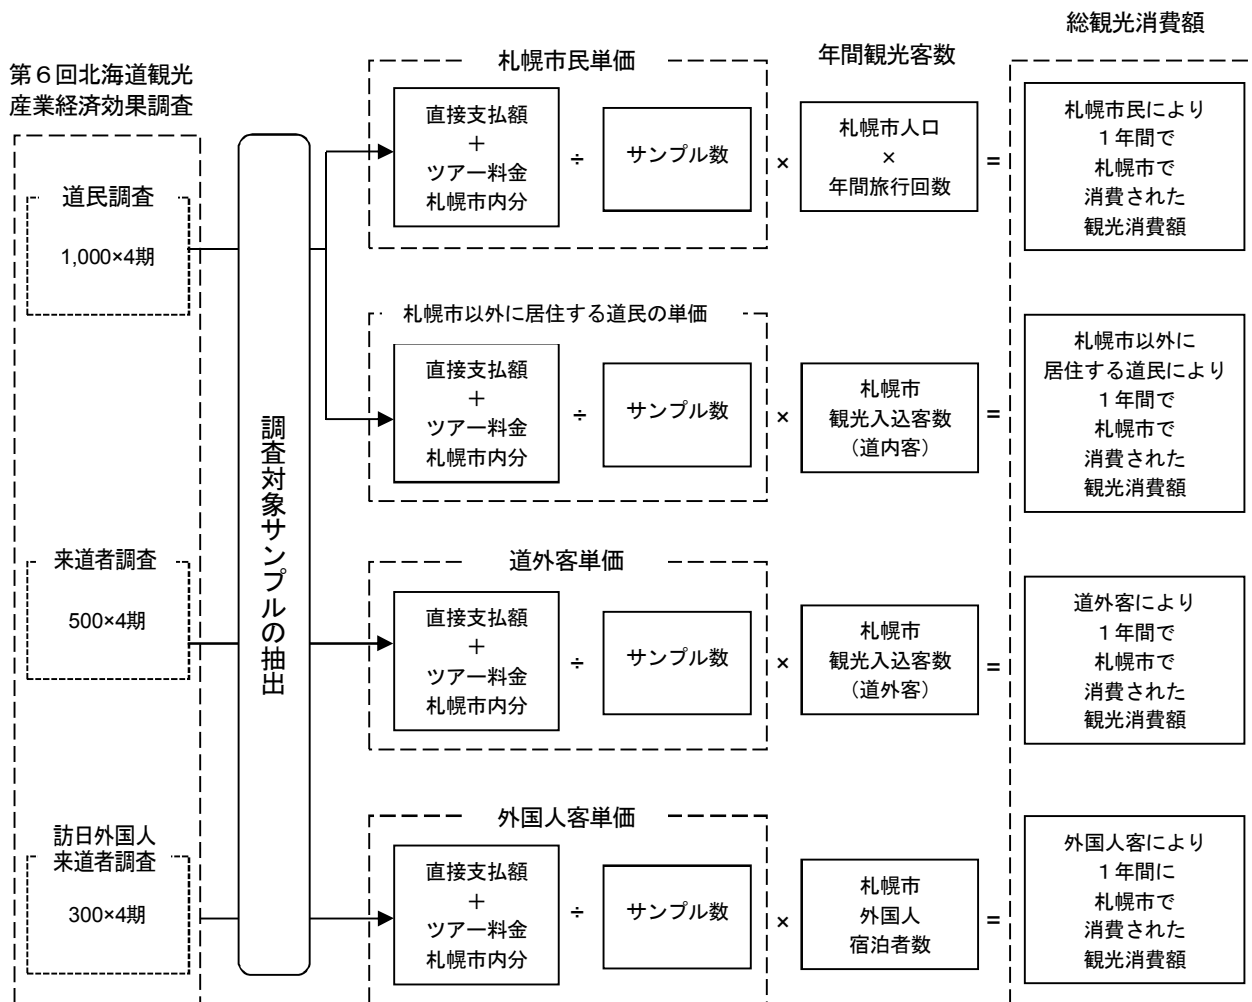 総観光消費額
年間観光客数
第６回北海道観光
産業経済効果調査
道民調査
1,000×4期
来道者調査
500×4期
訪日外国人
来道者調査
300×4期
調査対象サンプルの抽出
札幌市民単価
直接支払額
＋
ツアー料金
札幌市内分
÷
サンプル数
×
札幌市人口
×
年間旅行回数
=
札幌市民により
１年間で
札幌市で
消費された
観光消費額
札幌市以外に居住する道民の単価
直接支払額
＋
ツアー料金
札幌市内分
÷
サンプル数
×
札幌市
観光入込客数
（道内客）
=
札幌市以外に
居住する道民により
１年間で
札幌市で
消費された
観光消費額
道外客単価
直接支払額
＋
ツアー料金
札幌市内分
÷
サンプル数
×
札幌市
観光入込客数
（道外客）
=
道外客により
１年間で
札幌市で
消費された
観光消費額
外国人客単価
直接支払額
＋
ツアー料金
札幌市内分
÷
サンプル数
×
札幌市
外国人
宿泊者数
=
外国人客により
１年間に
札幌市で
消費された
観光消費額